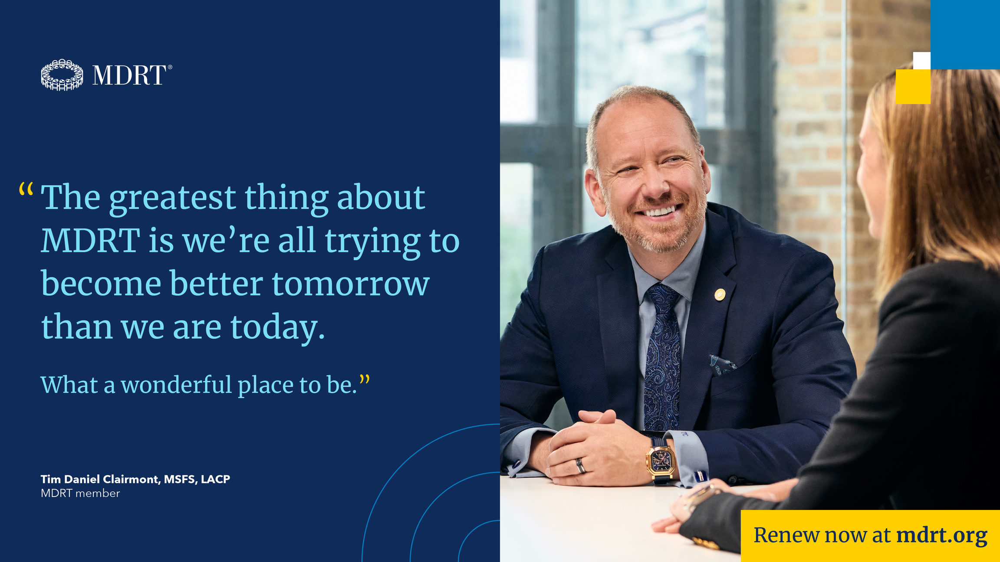 MDRT®
“The greatest thing about
MDRT is we’re all trying to
become better tomorrow
than we are today.
What a wonderful place to be.”
Tim Daniel Clairmont, MSFS, LACP
MDRT member
TC
Renew now at mdrt.org